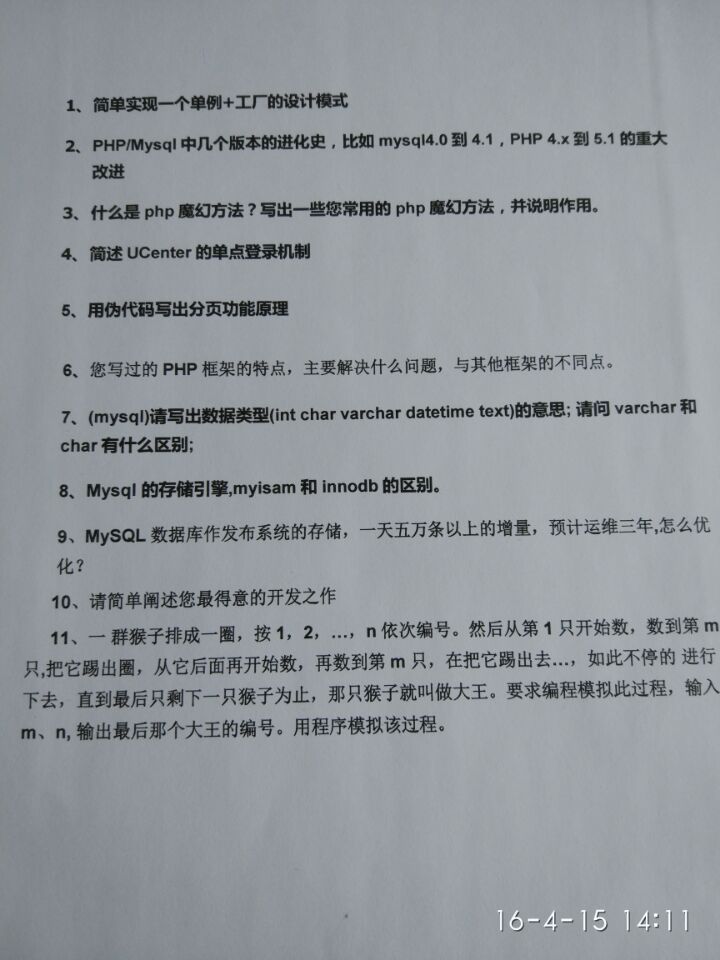 1、简单实现一个单例+工厂的设计模式
2、PHP/Mysql 中几个版本的进化史，比如 mysql4.0 到 4.1，PHP 4.x 到 5.1 的重大
改进
3、什么是 php 魔幻方法？写出一些您常用的 php 魔幻方法，并说明作用。
4、简述 UCenter 的单点登录机制
5、用伪代码写出分页功能原理
6、您写过的 PHP 框架的特点，主要解决什么问题，与其他框架的不同点。
7、(mysql)请写出数据类型(int char varchar datetime text)的意思; 请问 varchar 和
char 有什么区别;
8、Mysql 的存储引擎,myisam 和 innodb 的区别。
9、MySQL 数据库作发布系统的存储，一天五万条以上的增量，预计运维三年,怎么优
化？
10、请简单阐述您最得意的开发之作
11、一 群猴子排成一圈，按 1，2，…，n 依次编号。然后从第 1 只开始数，数到第 m
只,把它踢出圈，从它后面再开始数，再数到第 m 只，在把它踢出去…，如此不停的 进行
下去，直到最后只剩下一只猴子为止，那只猴子就叫做大王。要求编程模拟此过程，输入
m、n, 输出最后那个大王的编号。用程序模拟该过程。
16-4-15 14:11